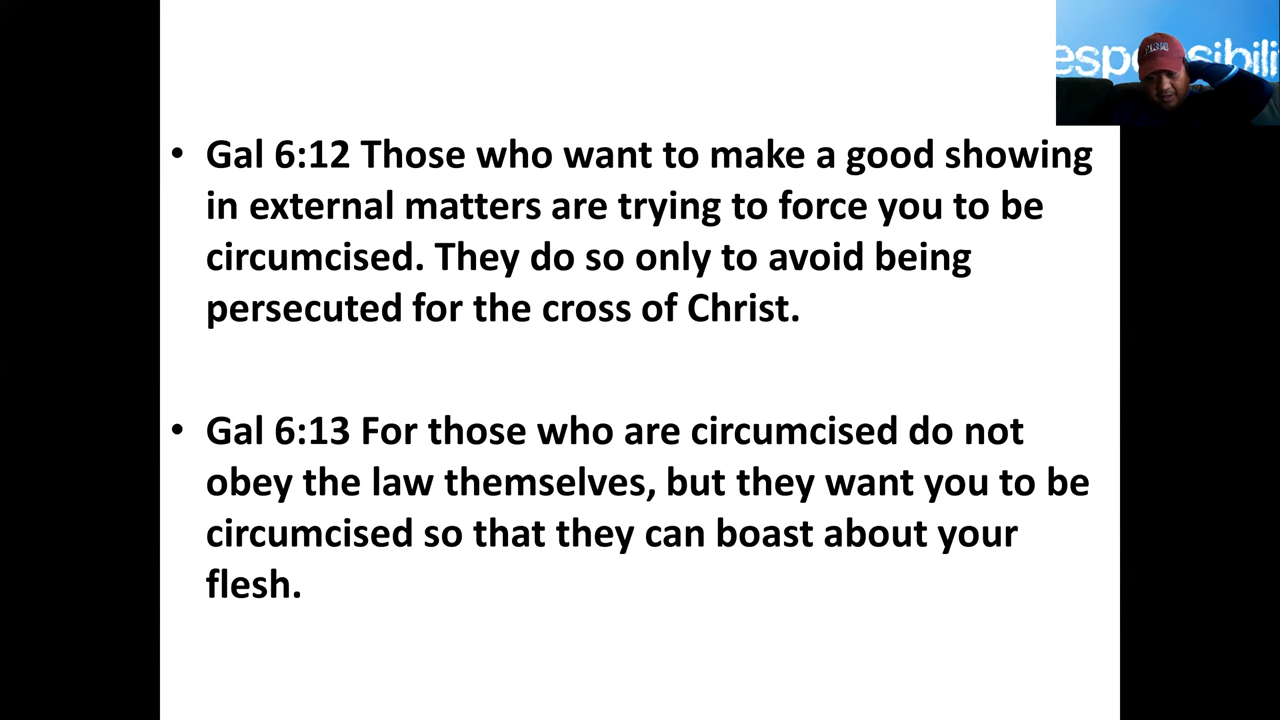 esponsibili
• Gal 6:12 Those who want to make a good showing
in external matters are trying to force you to be
circumcised. They do so only to avoid being
persecuted for the cross of Christ.
• Gal 6:13 For those who are circumcised do not
obey the law themselves, but they want you to be
circumcised so that they can boast about your
flesh.